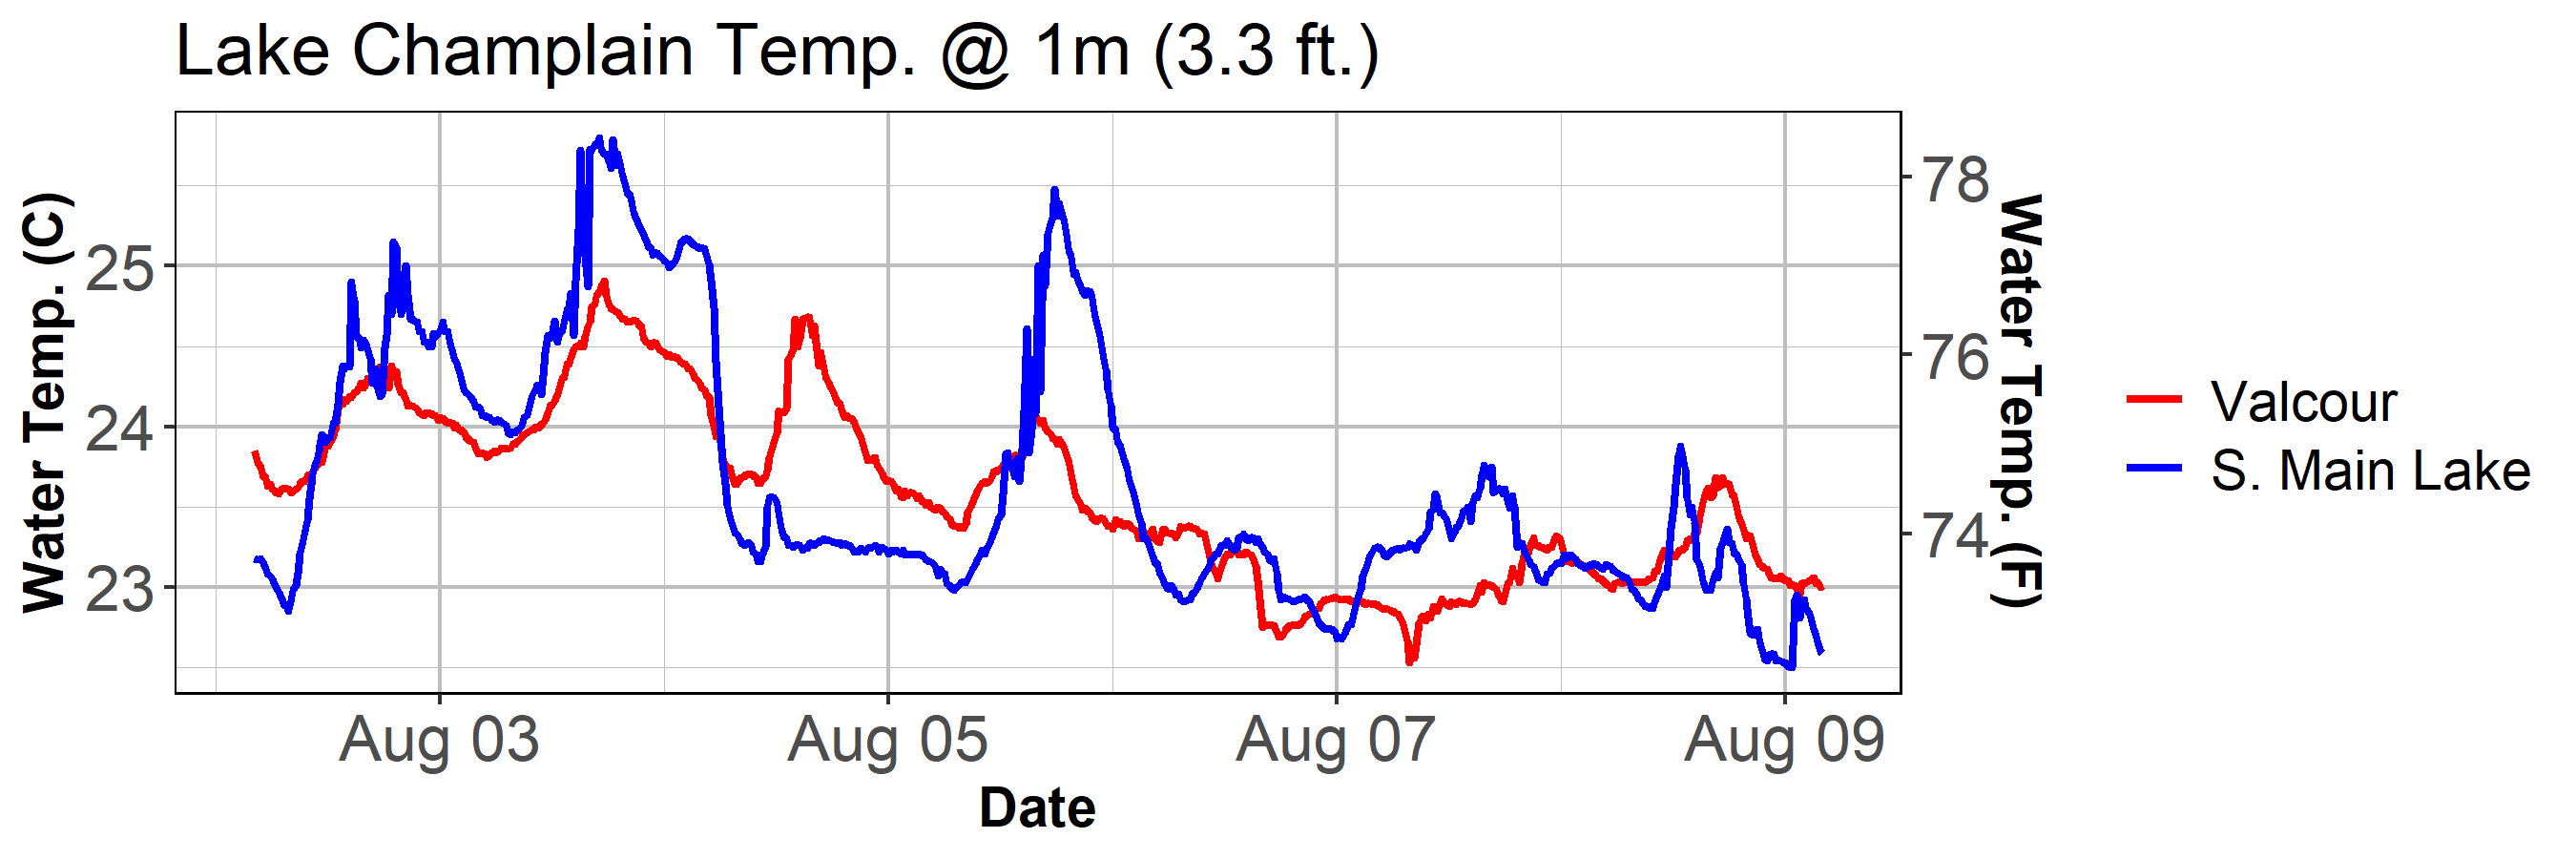 Lake Champlain Temp. @ 1m (3.3 ft.)
Water Temp. (C)
25
24
23
78
76
74
Water Temp. (F)
Aug 03
Aug 05
Aug 07
Aug 09
Date
Valcour
S. Main Lake